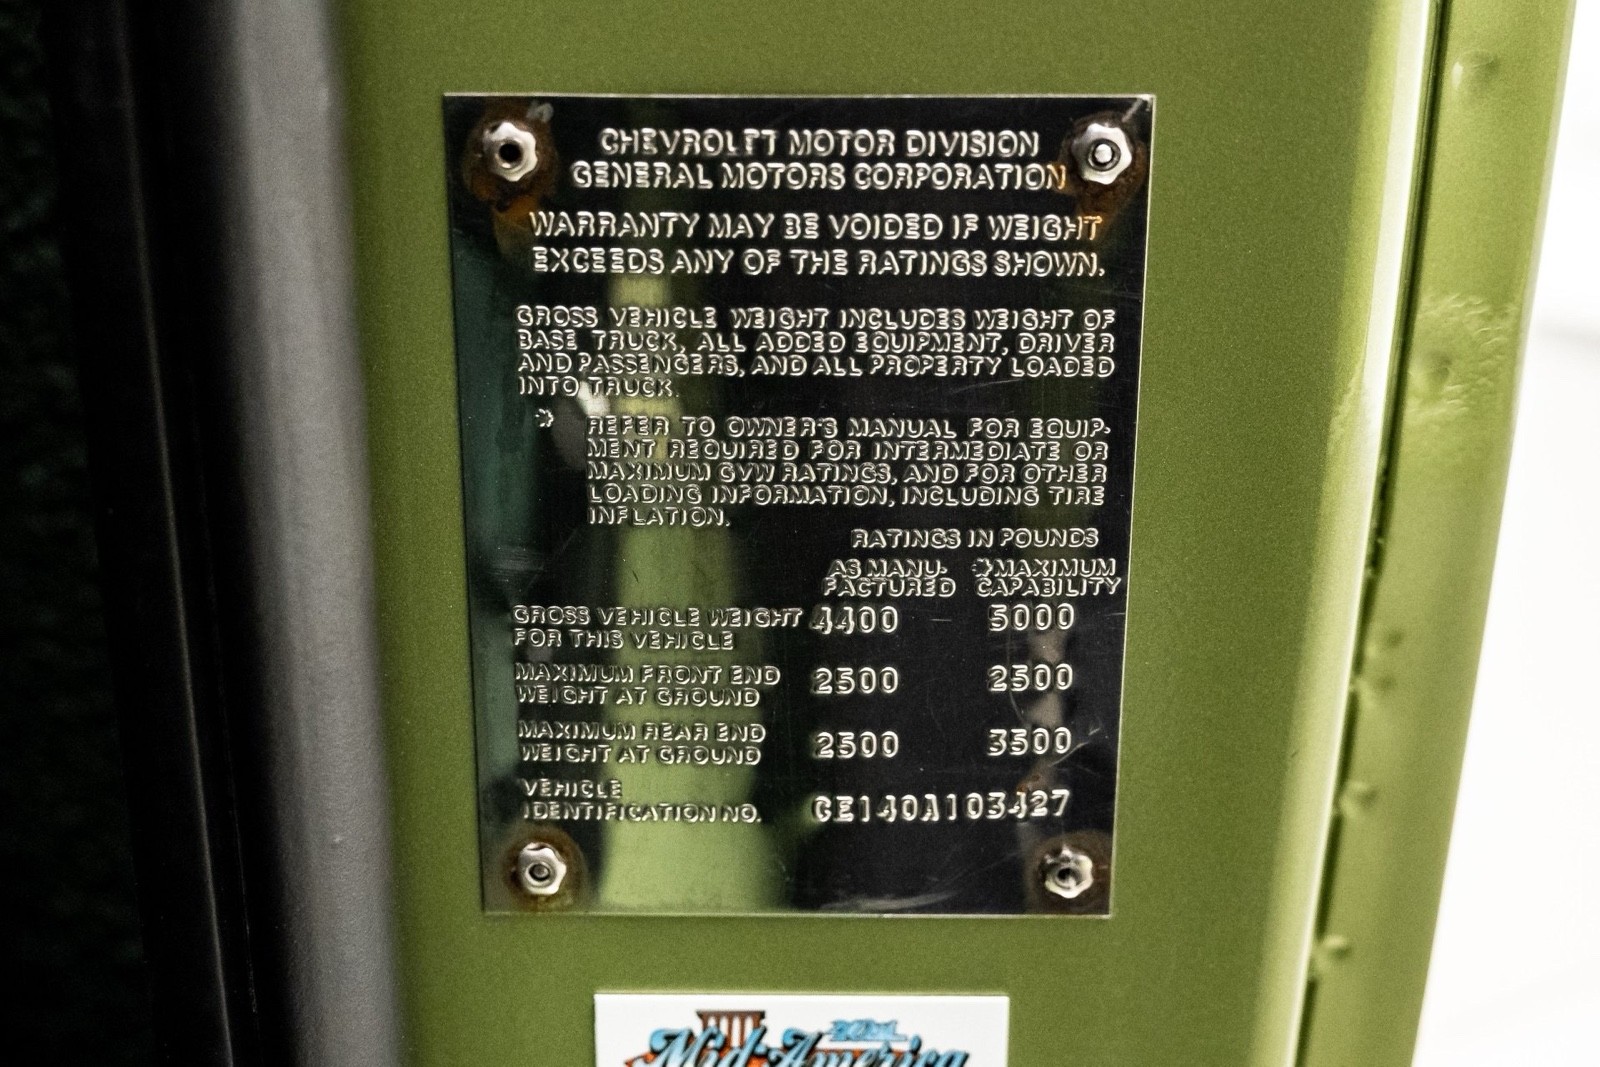 CHEVROLET MOTOR DIVISION
GENERAL MOTORS CORPORATION
WARRANTY MAY BE VOIDED IF WEIGHT
EXCEEDS ANY OF THE RATINGS SHOWN.
GROSS VEHICLE WEIGHT INCLUDES WEIGHT OF
BASE TRUCK, ALL ADDED EQUIPMENT, DRIVER
AND PASSENGERS, AND ALL PROPERTY LOADED
INTO TRUCK.
* REFER TO OWNER'S MANUAL FOR EQUIP-
MENT REQUIRED FOR INTERMEDIATE OR
MAXIMUM GVW RATINGS, AND FOR OTHER
LOADING INFORMATION, INCLUDING TIRE
INFLATION.
RATINGS IN POUNDS
AS MANU- *MAXIMUM
FACTURED CAPABILITY
GROSS VEHICLE WEIGHT 4400 5000
FOR THIS VEHICLE
MAXIMUM FRONT END 2500 2500
WEIGHT AT GROUND
MAXIMUM REAR END 2500 3500
WEIGHT AT GROUND
VEHICLE
IDENTIFICATION NO. CE140A103427
Mid-America